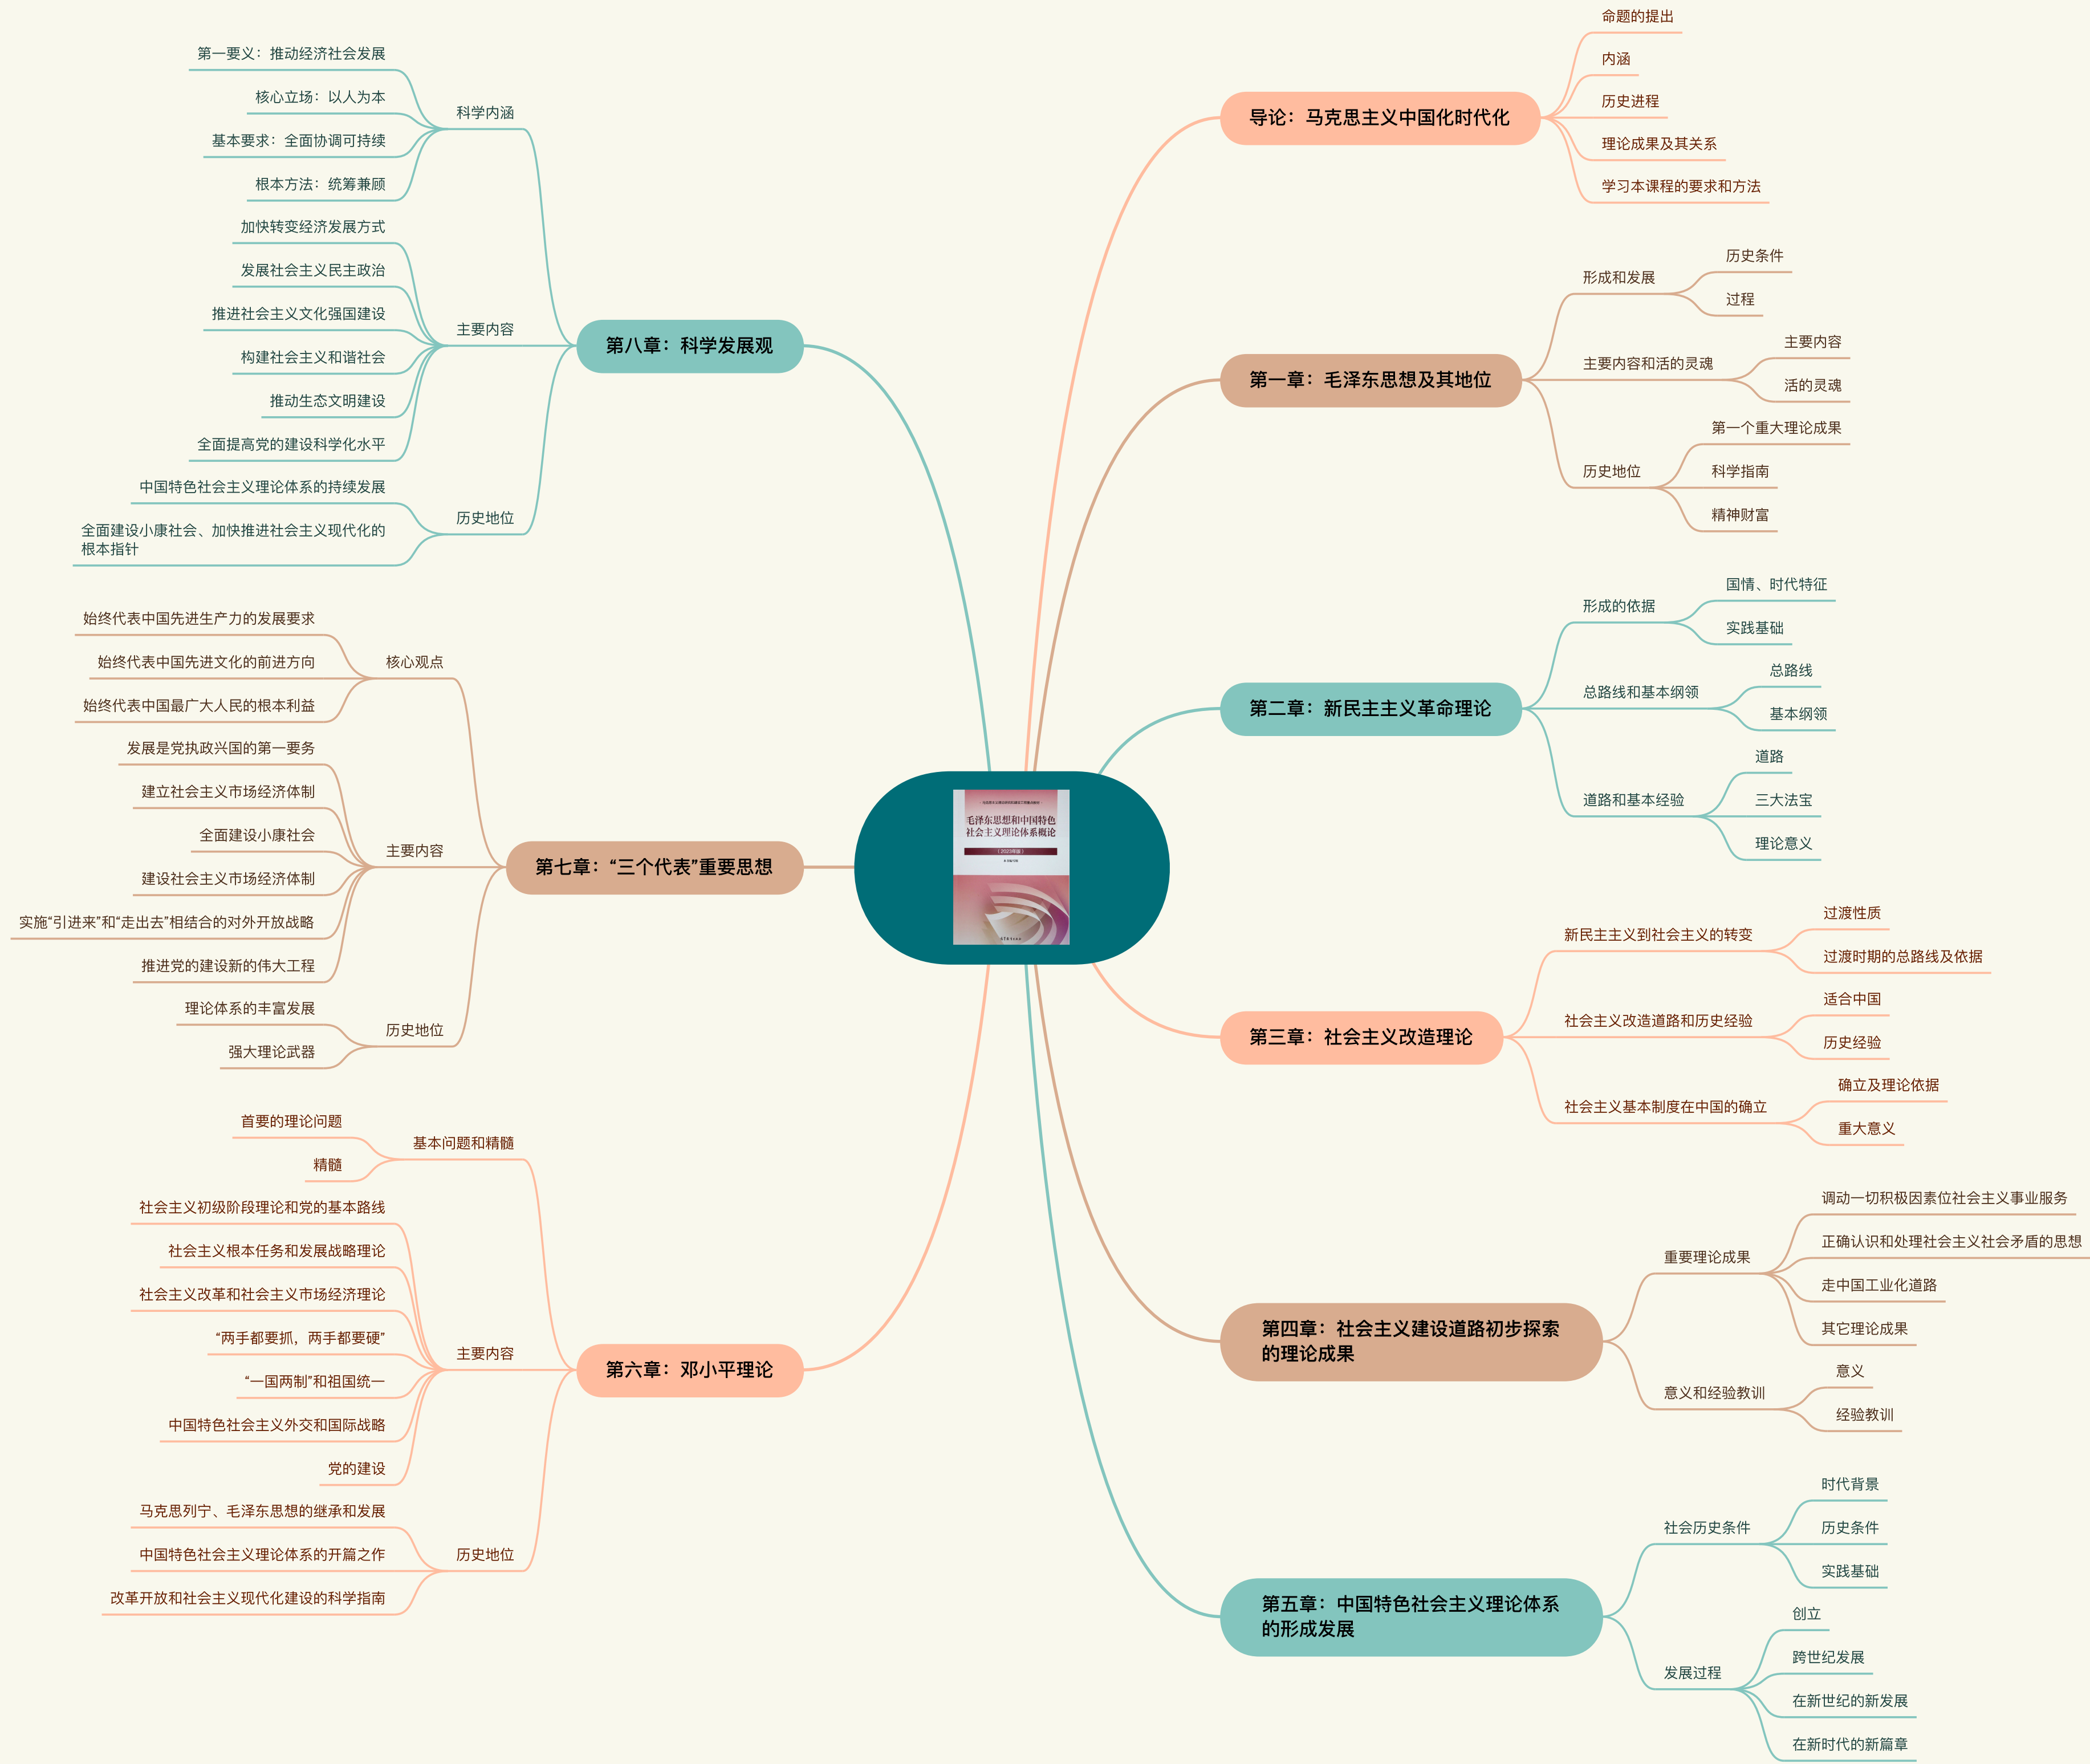 毛泽东思想和中国特色
社会主义理论体系概论
（2023年版）
导论：马克思主义中国化时代化
命题的提出
内涵
历史进程
理论成果及其关系
学习本课程的要求和方法
第一章：毛泽东思想及其地位
形成和发展
历史条件
过程
主要内容和活的灵魂
主要内容
活的灵魂
历史地位
第一个重大理论成果
科学指南
精神财富
第二章：新民主主义革命理论
形成的依据
国情、时代特征
实践基础
总路线和基本纲领
总路线
基本纲领
道路和基本经验
道路
三大法宝
理论意义
第三章：社会主义改造理论
新民主主义到社会主义的转变
过渡性质
过渡时期的总路线及依据
社会主义改造道路和历史经验
适合中国
历史经验
社会主义基本制度在中国的确立
确立及理论依据
重大意义
第四章：社会主义建设道路初步探索
的理论成果
重要理论成果
调动一切积极因素位社会主义事业服务
正确认识和处理社会主义社会矛盾的思想
走中国工业化道路
其它理论成果
意义和经验教训
意义
经验教训
第五章：中国特色社会主义理论体系
的形成发展
社会历史条件
时代背景
历史条件
实践基础
发展过程
创立
跨世纪发展
在新世纪的新发展
在新时代的新篇章
第六章：邓小平理论
基本问题和精髓
首要的理论问题
精髓
主要内容
社会主义初级阶段理论和党的基本路线
社会主义根本任务和发展战略理论
社会主义改革和社会主义市场经济理论
“两手都要抓，两手都要硬”
“一国两制”和祖国统一
中国特色社会主义外交和国际战略
党的建设
历史地位
马克思列宁、毛泽东思想的继承和发展
中国特色社会主义理论体系的开篇之作
改革开放和社会主义现代化建设的科学指南
第七章：“三个代表”重要思想
核心观点
始终代表中国先进生产力的发展要求
始终代表中国先进文化的前进方向
始终代表中国最广大人民的根本利益
主要内容
发展是党执政兴国的第一要务
建立社会主义市场经济体制
全面建设小康社会
建设社会主义市场经济体制
实施“引进来”和“走出去”相结合的对外开放战略
推进党的建设新的伟大工程
历史地位
理论体系的丰富发展
强大理论武器
第八章：科学发展观
科学内涵
第一要义：推动经济社会发展
核心立场：以人为本
基本要求：全面协调可持续
根本方法：统筹兼顾
主要内容
加快转变经济发展方式
发展社会主义民主政治
推进社会主义文化强国建设
构建社会主义和谐社会
推动生态文明建设
全面提高党的建设科学化水平
历史地位
中国特色社会主义理论体系的持续发展
全面建设小康社会、加快推进社会主义现代化的
根本指针